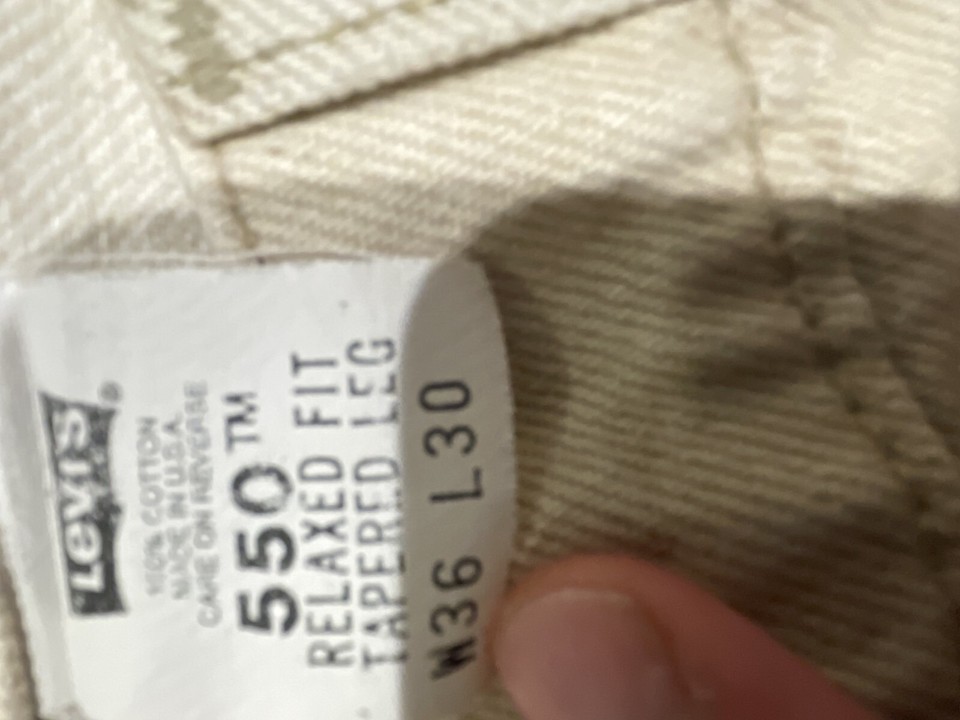 Levi's ®
100% COTTON
MADE IN U.S.A.
CARE ON REVERSE
550™
RELAXED FIT
TAPERED LEG
W36 L30